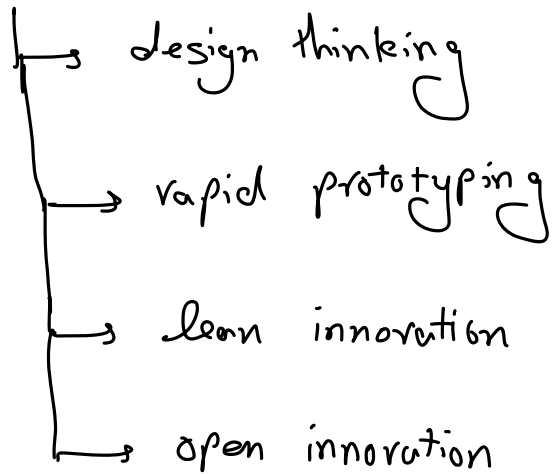 design thinking
rapid prototyping
lean innovation
open innovation